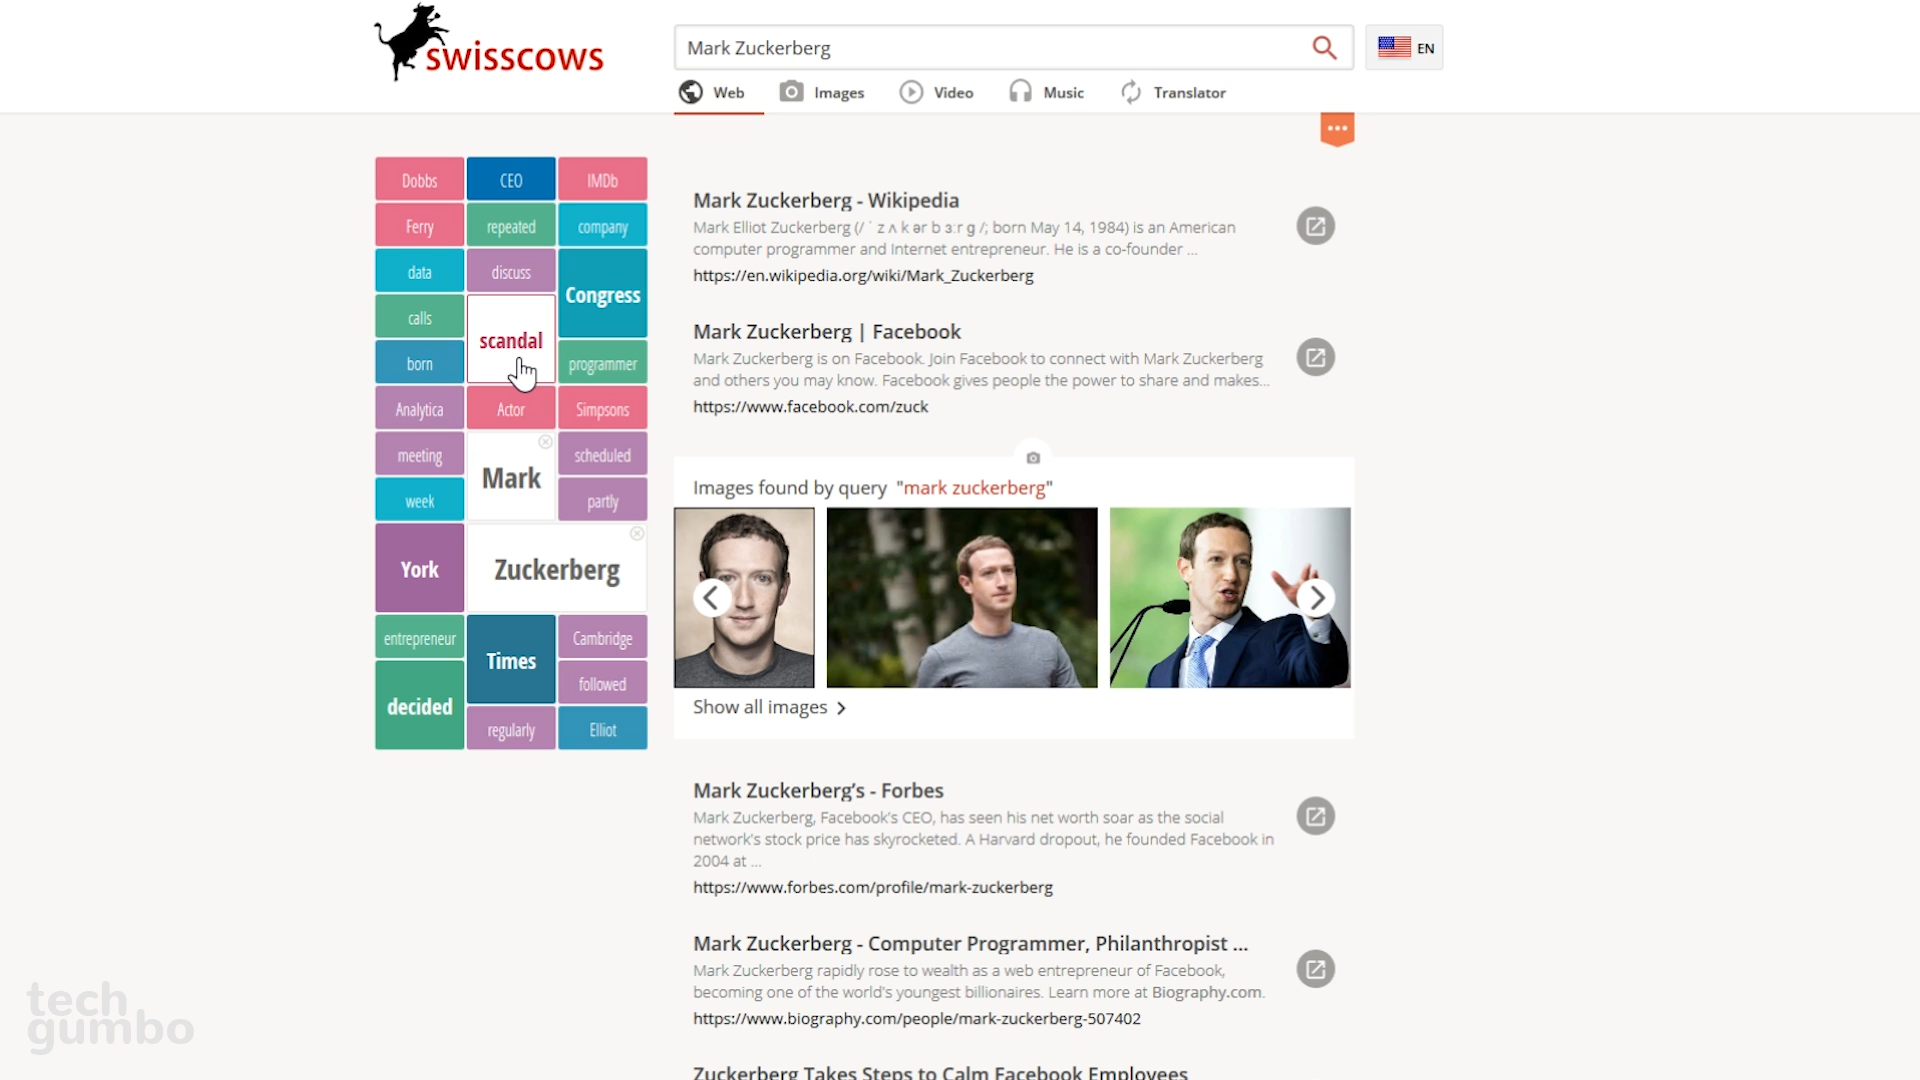 swisscows
Mark Zuckerberg
EN
Web
Images
Video
Music
Translator
Dobbs
CEO
IMDb
Ferry
repeated
company
data
discuss
Congress
calls
scandal
born
programmer
Analytica
Actor
Simpsons
meeting
Mark
scheduled
week
partly
York
Zuckerberg
entrepreneur
Times
Cambridge
decided
followed
regularly
Elliot
Mark Zuckerberg - Wikipedia
Mark Elliot Zuckerberg (/ ˈ z ʌ k ər b ɜːr ɡ /; born May 14, 1984) is an American
computer programmer and Internet entrepreneur. He is a co-founder ...
https://en.wikipedia.org/wiki/Mark_Zuckerberg
Mark Zuckerberg | Facebook
Mark Zuckerberg is on Facebook. Join Facebook to connect with Mark Zuckerberg
and others you may know. Facebook gives people the power to share and makes...
https://www.facebook.com/zuck
Images found by query "mark zuckerberg"
Show all images
Mark Zuckerberg's - Forbes
Mark Zuckerberg, Facebook's CEO, has seen his net worth soar as the social
network's stock price has skyrocketed. A Harvard dropout, he founded Facebook in
2004 at ...
https://www.forbes.com/profile/mark-zuckerberg
Mark Zuckerberg - Computer Programmer, Philanthropist ...
Mark Zuckerberg rapidly rose to wealth as a web entrepreneur of Facebook,
becoming one of the world's youngest billionaires. Learn more at Biography.com.
https://www.biography.com/people/mark-zuckerberg-507402
Zuckerberg Takes Steps to Calm Facebook Employees
tech
gumbo